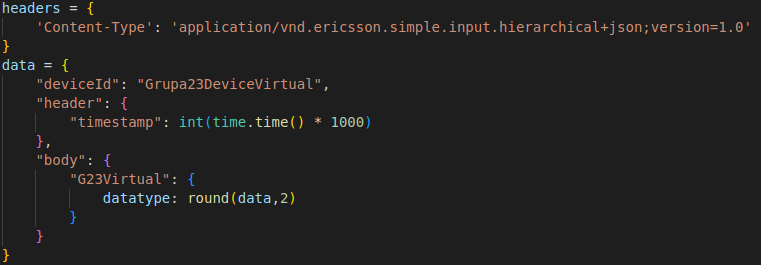 headers = {
    'Content-Type': 'application/vnd.ericsson.simple.input.hierarchical+json;version=1.0'
}
data = {
    "deviceId": "Grupa23DeviceVirtual",
    "header": {
        "timestamp": int(time.time() * 1000)
    },
    "body": {
        "G23Virtual": {
            datatype: round(data,2)
        }
    }
}